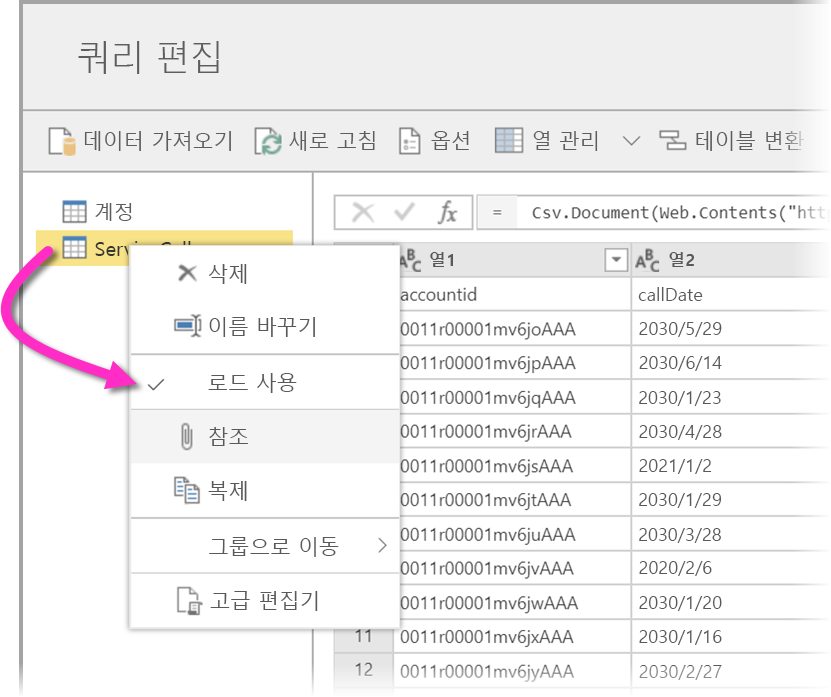 쿼리 편집
데이터 가져오기 새로 고침 옵션 열 관리 테이블 변환
계정
= Csv.Document(Web.Contents("htt
삭제
이름 바꾸기
로드 사용
참조
복제
그룹으로 이동
고급 편집기
ABC 열1 ABC 열2
accountid callDate
0011r00001mv6joAAA 2030/5/29
0011r00001mv6jpAAA 2030/6/14
0011r00001mv6jqAAA 2030/1/23
0011r00001mv6jrAAA 2030/4/28
0011r00001mv6jsAAA 2021/1/2
0011r00001mv6jtAAA 2030/1/29
0011r00001mv6juAAA 2030/3/28
0011r00001mv6jvAAA 2020/2/6
0011r00001mv6jwAAA 2030/1/20
11 0011r00001mv6jxAAA 2030/1/16
12 0011r00001mv6jyAAA 2030/2/27